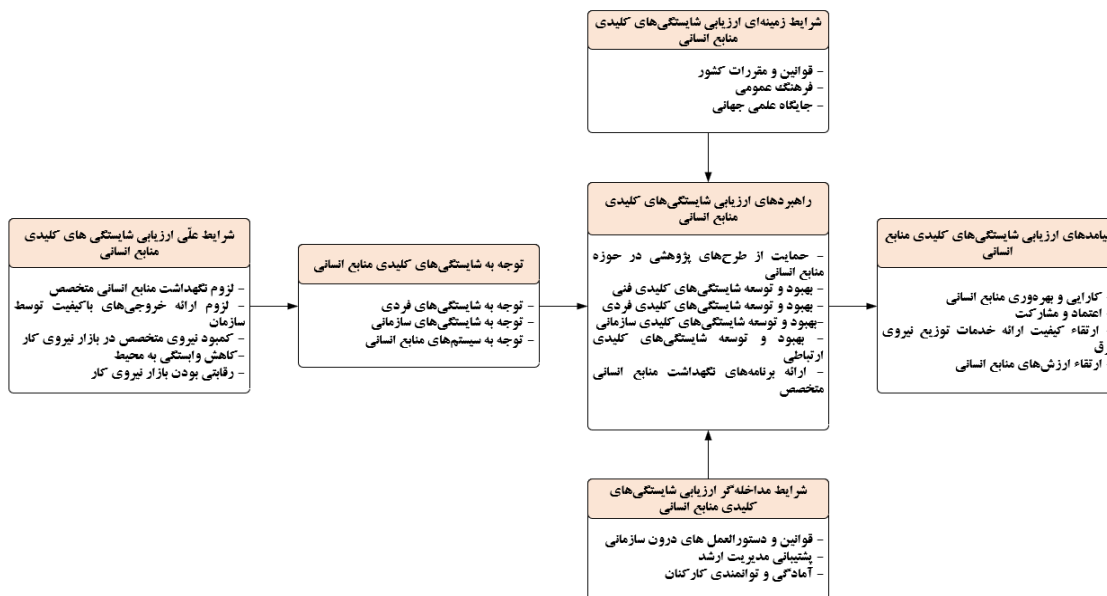 شرایط زمینه‌ای ارزیابی شایستگی‌های کلیدی
منابع انسانی
- قوانین و مقررات کشور
- فرهنگ عمومی
- جایگاه علمی جهانی
شرایط علّی ارزیابی شایستگی های کلیدی
منابع انسانی
- لزوم نگهداشت منابع انسانی متخصص
- لزوم ارائه خروجی‌های باکیفیت توسط
سازمان
- کمبود نیروی متخصص در بازار نیروی کار
-کاهش وابستگی به محیط
- رقابتی بودن بازار نیروی کار
توجه به شایستگی‌های کلیدی منابع انسانی
- توجه به شایستگی‌های فردی
- توجه به شایستگی‌های سازمانی
- توجه به سیستم‌های منابع انسانی
راهبردهای ارزیابی شایستگی‌های کلیدی
منابع انسانی
- حمایت از طرح‌های پژوهشی در حوزه
منابع انسانی
- بهبود و توسعه شایستگی‌های کلیدی فنی
- بهبود و توسعه شایستگی‌های کلیدی فردی
-بهبود و توسعه شایستگی‌های کلیدی سازمانی
- بهبود و توسعه شایستگی‌های کلیدی
ارتباطی
- ارائه برنامه‌های نگهداشت منابع انسانی
متخصص
یامدهای ارزیابی شایستگی‌های کلیدی منابع
انسانی
- کارایی و بهره‌وری منابع انسانی
- اعتماد و مشارکت
- ارتقاء کیفیت ارائه خدمات توزیع نیروی
رق
- ارتقاء ارزش‌های منابع انسانی
شرایط مداخله‌گر ارزیابی شایستگی‌های
کلیدی منابع انسانی
- قوانین و دستورالعمل های درون سازمانی
- پشتیبانی مدیریت ارشد
- آمادگی و توانمندی کارکنان